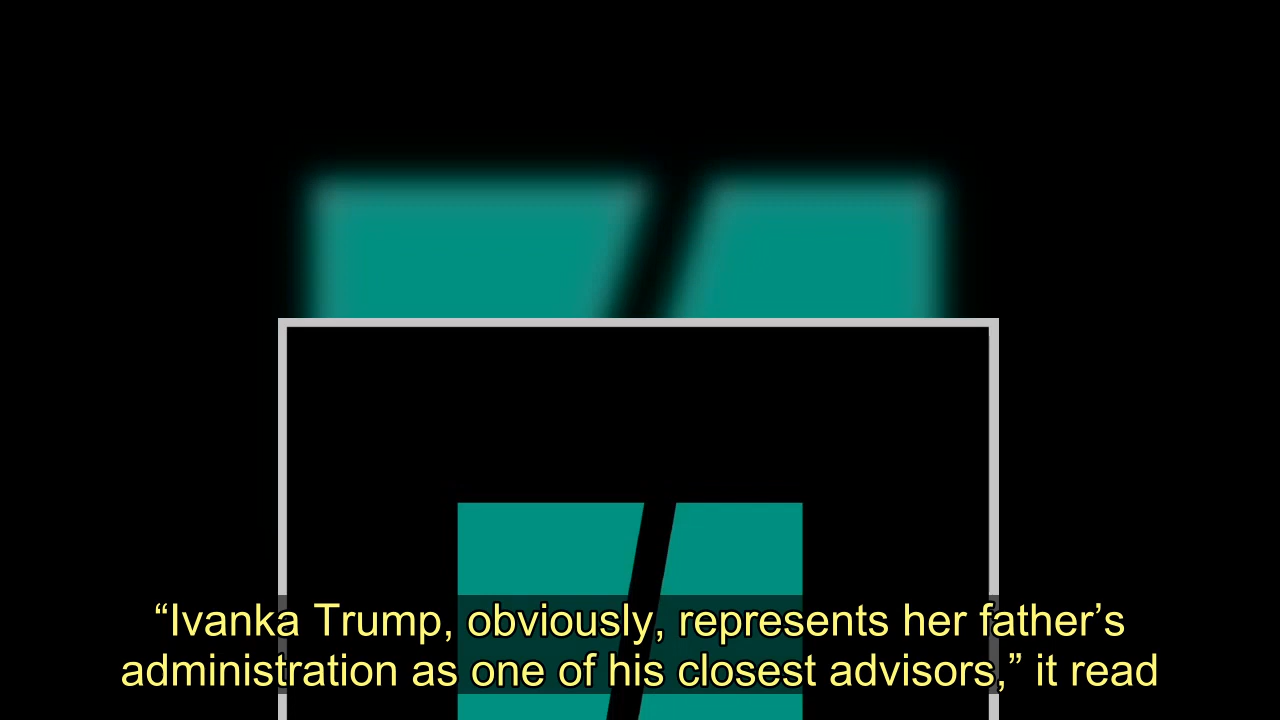 “Ivanka Trump, obviously, represents her father’s
administration as one of his closest advisors,” it read